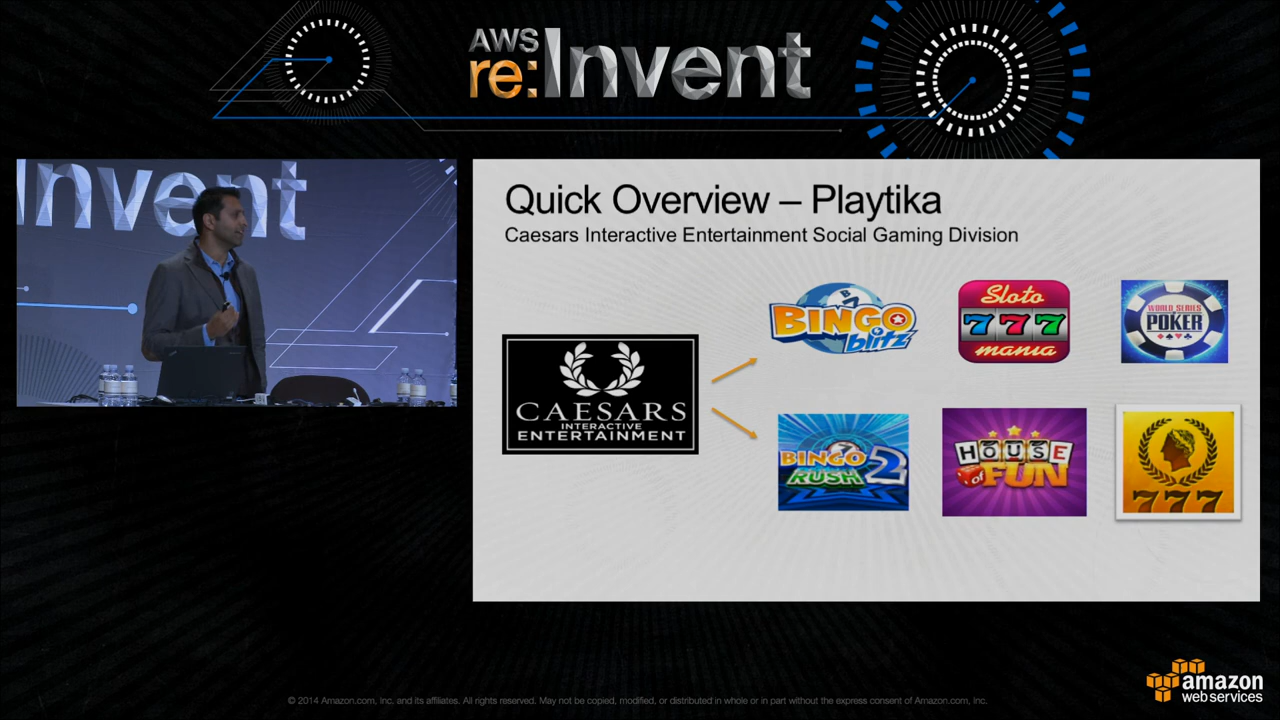 AWS
re:Invent
Invent
Quick Overview – Playtika
Caesars Interactive Entertainment Social Gaming Division
BINGO
blitz
Sloto
777
mania
WORLD SERIES
POKER
CAESARS
INTERACTIVE
ENTERTAINMENT
BINGO
RUSH 2
HOUSE
of FUN
777
© 2014 Amazon.com, Inc. and its affiliates. All rights reserved. May not be copied, modified, or distributed in whole or in part without the express consent of Amazon.com, Inc.
amazon
web services